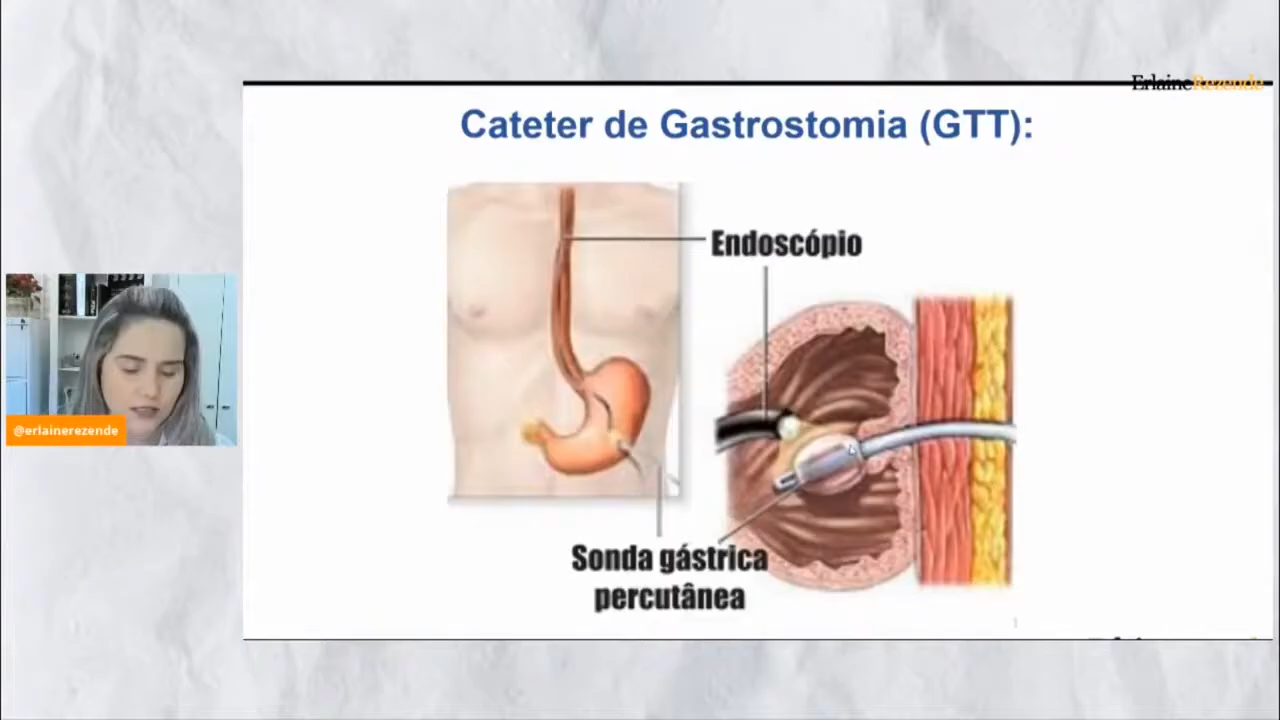 ErlaineRezende
Cateter de Gastrostomia (GTT):
Endoscópio
@erlainerezende
Sonda gástrica
percutânea